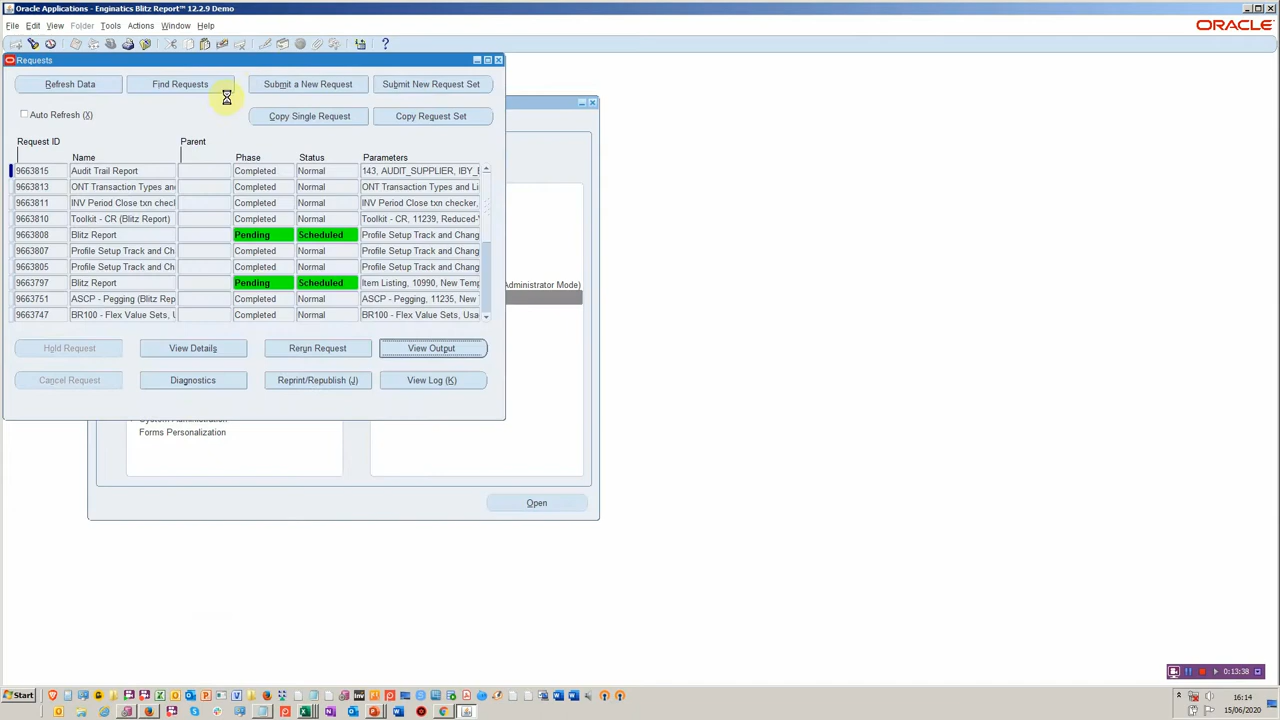 Oracle Applications - Enginatics Blitz Report™ 12.2.9 Demo
File Edit View Folder Tools Actions Window Help
ORACLE
Requests
Refresh Data Find Requests Submit a New Request Submit New Request Set
Auto Refresh (X)
Copy Single Request Copy Request Set
Request ID Parent
Name Phase Status Parameters
9663815 Audit Trail Report Completed Normal 143, AUDIT_SUPPLIER, IBY_
9663813 ONT Transaction Types and Completed Normal ONT Transaction Types and Li
9663811 INV Period Close txn check Completed Normal INV Period Close txn checker,
9663810 Toolkit - CR (Blitz Report) Completed Normal Toolkit - CR, 11239, Reduced-
9663808 Blitz Report Pending Scheduled Profile Setup Track and Chang
9663807 Profile Setup Track and Ch Completed Normal Profile Setup Track and Chang
9663805 Profile Setup Track and Ch Completed Normal Profile Setup Track and Chang
9663797 Blitz Report Pending Scheduled Item Listing, 10990, New Temp
Administrator Mode)
9663751 ASCP - Pegging (Blitz Rep Completed Normal ASCP - Pegging, 11235, New
9663747 BR100 - Flex Value Sets, Completed Normal BR100 - Flex Value Sets, Usa
Hold Request View Details Rerun Request View Output
Cancel Request Diagnostics Reprint/Republish (J) View Log (K)
System Administration
Forms Personalization
Open
0:13:38
Start
16:14
15/06/2020